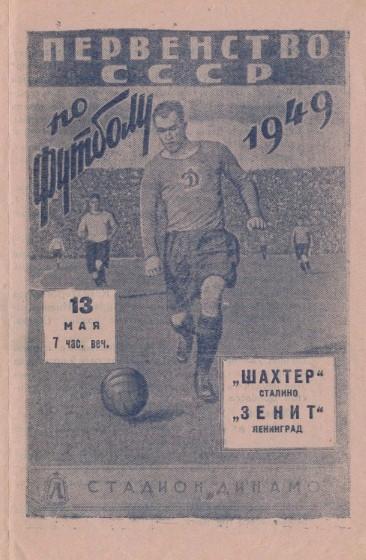 ПЕРВЕНСТВО
СССР
по
футболу
1949
Д
13
МАЯ
7 час. веч.
„ШАХТЕР“
СТАЛИНО
„ЗЕНИТ“
ЛЕНИНГРАД
СТАДИОН „ДИНАМО“